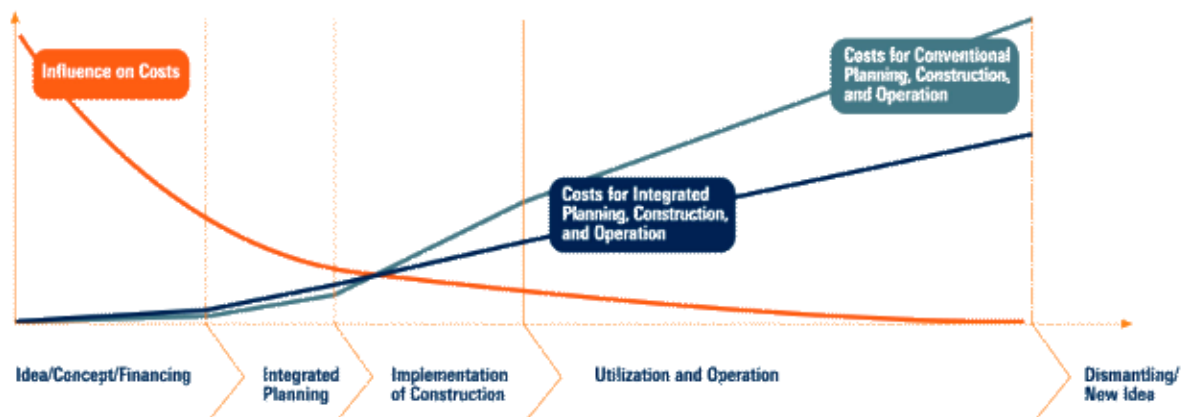 Influence on Costs
Costs for Conventional
Planning, Construction,
and Operation
Costs for Integrated
Planning, Construction,
and Operation
Idea/Concept/Financing
Integrated
Planning
Implementation
of Construction
Utilization and Operation
Dismantling/
New Idea